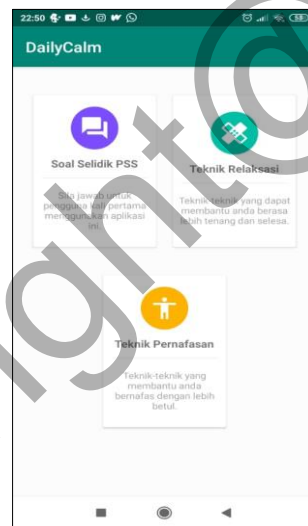 22:50
58
DailyCalm
Soal Selidik PSS
Sila jawab untuk
pengguna kali pertama
menggunakan aplikasi
ini.
Teknik Relaksasi
Teknik-teknik yang dapat
membantu anda berasa
lebih tenang dan selesa.
Teknik Pernafasan
Teknik-teknik yang
membantu anda
bernafas dengan lebih
betul.